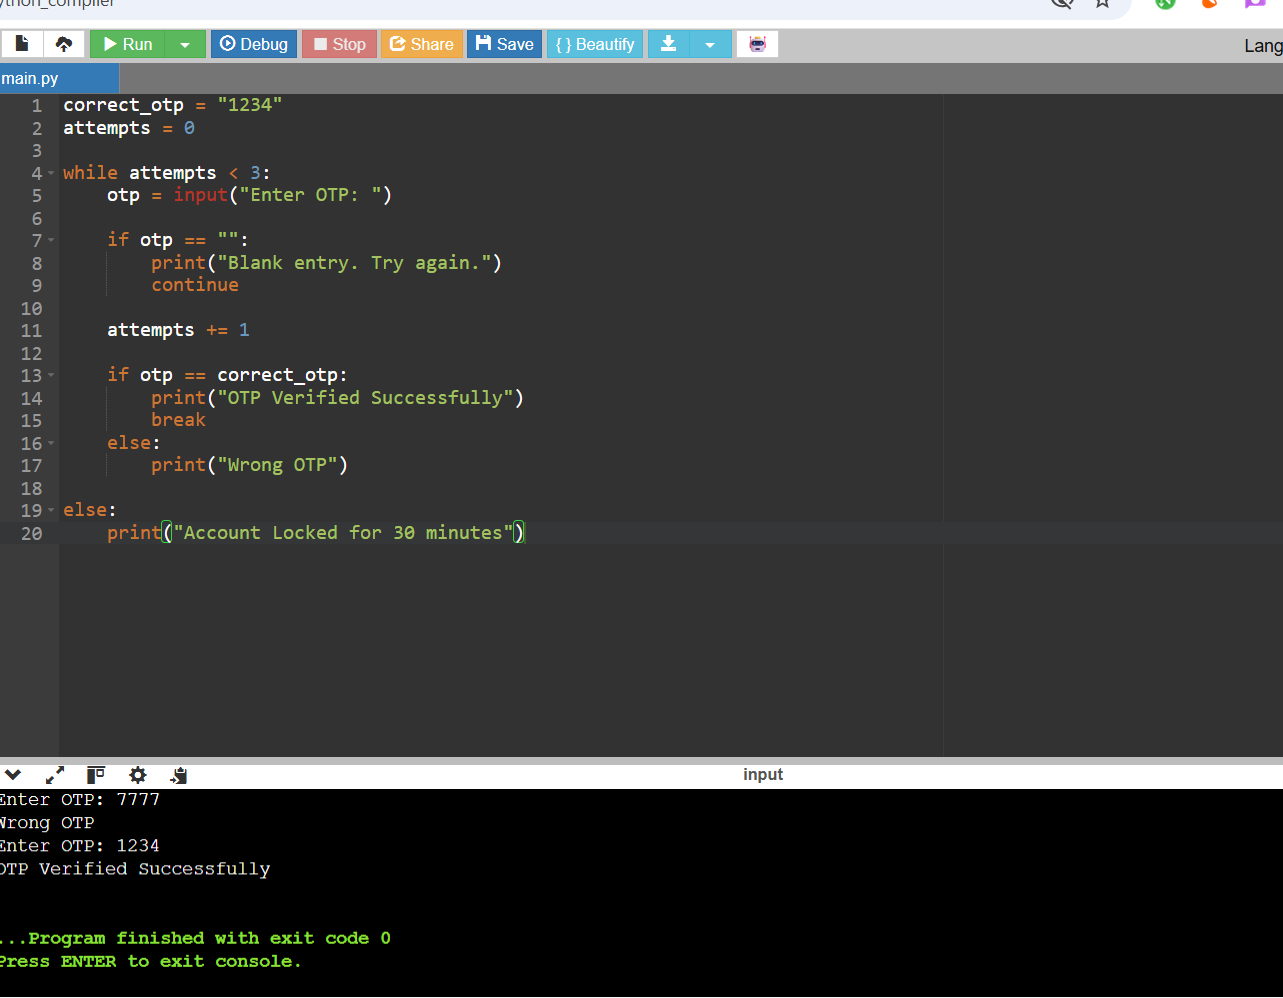 ython_compiler
Run Debug Stop Share Save { } Beautify Lang
main.py
1 correct_otp = "1234"
2 attempts = 0
3
4 while attempts < 3:
5 otp = input("Enter OTP: ")
6
7 if otp == "":
8 print("Blank entry. Try again.")
9 continue
10
11 attempts += 1
12
13 if otp == correct_otp:
14 print("OTP Verified Successfully")
15 break
16 else:
17 print("Wrong OTP")
18
19 else:
20 print("Account Locked for 30 minutes")
input
Enter OTP: 7777
Wrong OTP
Enter OTP: 1234
OTP Verified Successfully
...Program finished with exit code 0
Press ENTER to exit console.